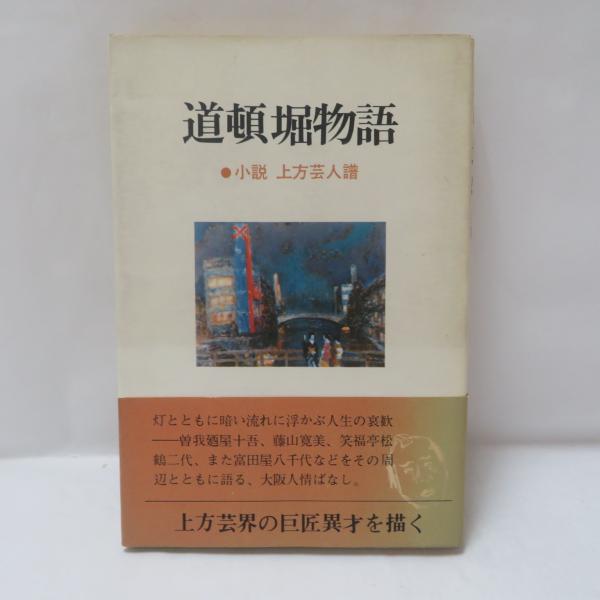 道頓堀物語
●小説 上方芸人譜
灯とともに暗い流れに浮かぶ人生の哀歓
――曽我廼屋十吾、藤山寛美、笑福亭松
鶴二代、また富田屋八千代などをその周
辺とともに語る、大阪人情ばなし。
上方芸界の巨匠異才を描く